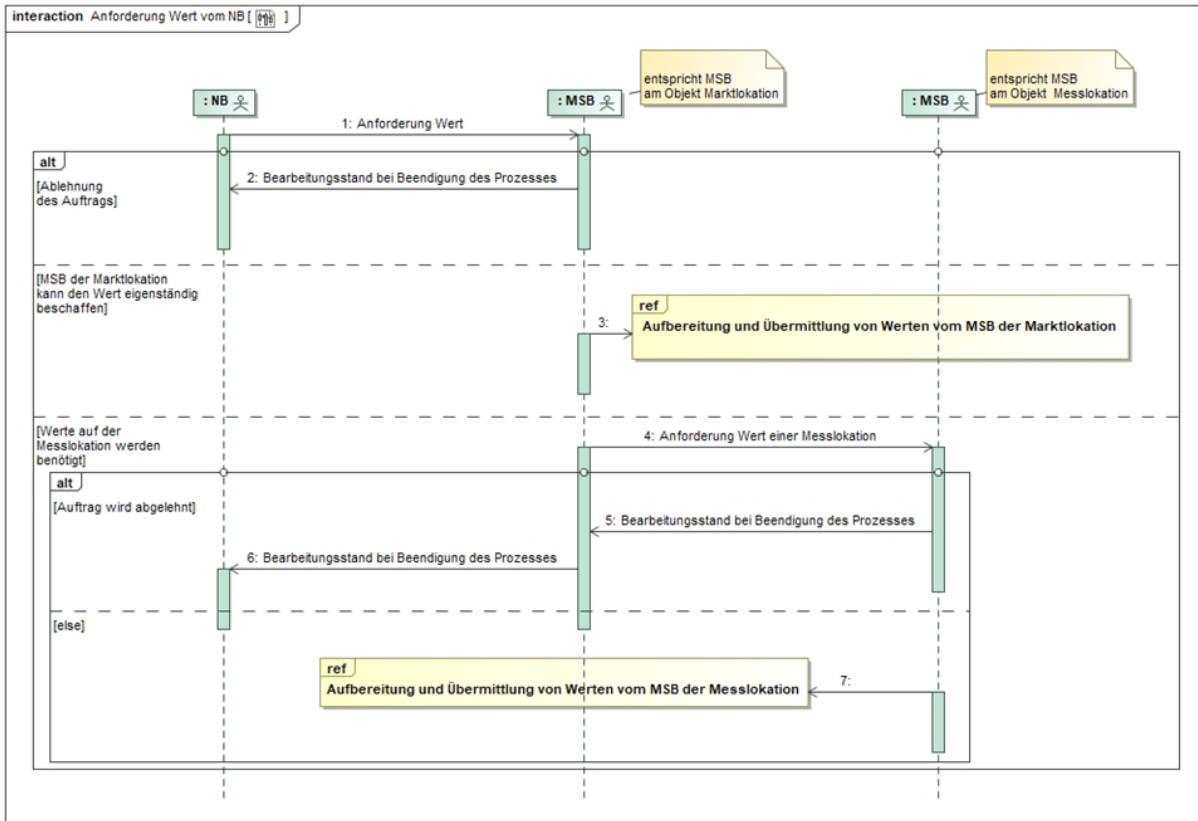 interaction Anforderung Wert vom NB [ ]
entspricht MSB
am Objekt Marktlokation
entspricht MSB
am Objekt Messlokation
: NB
: MSB
: MSB
1: Anforderung Wert
alt
[Ablehnung
des Auftrags]
2: Bearbeitungsstand bei Beendigung des Prozesses
[MSB der Marktlokation
kann den Wert eigenständig
beschaffen]
3:
ref
Aufbereitung und Übermittlung von Werten vom MSB der Marktlokation
[Werte auf der
Messlokation werden
benötigt]
4: Anforderung Wert einer Messlokation
alt
[Auftrag wird abgelehnt]
5: Bearbeitungsstand bei Beendigung des Prozesses
6: Bearbeitungsstand bei Beendigung des Prozesses
[else]
ref
Aufbereitung und Übermittlung von Werten vom MSB der Messlokation
7: